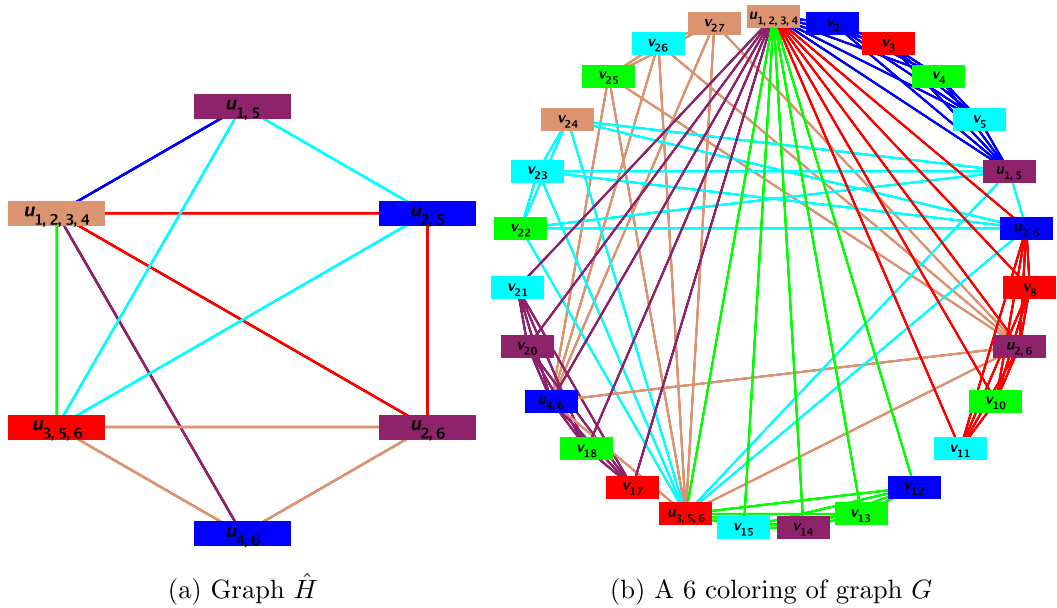 u1, 5
u1, 2, 3, 4
u2, 5
u3, 5, 6
u2, 6
u4, 6
(a) Graph Ĥ
u1, 2, 3, 4
v2
v3
v4
v5
u1, 5
u2, 5
v8
u2, 6
v10
v11
v12
v13
v14
v15
u3, 5, 6
v17
v18
u4, 6
v20
v21
v22
v23
v24
v25
v26
v27
(b) A 6 coloring of graph G